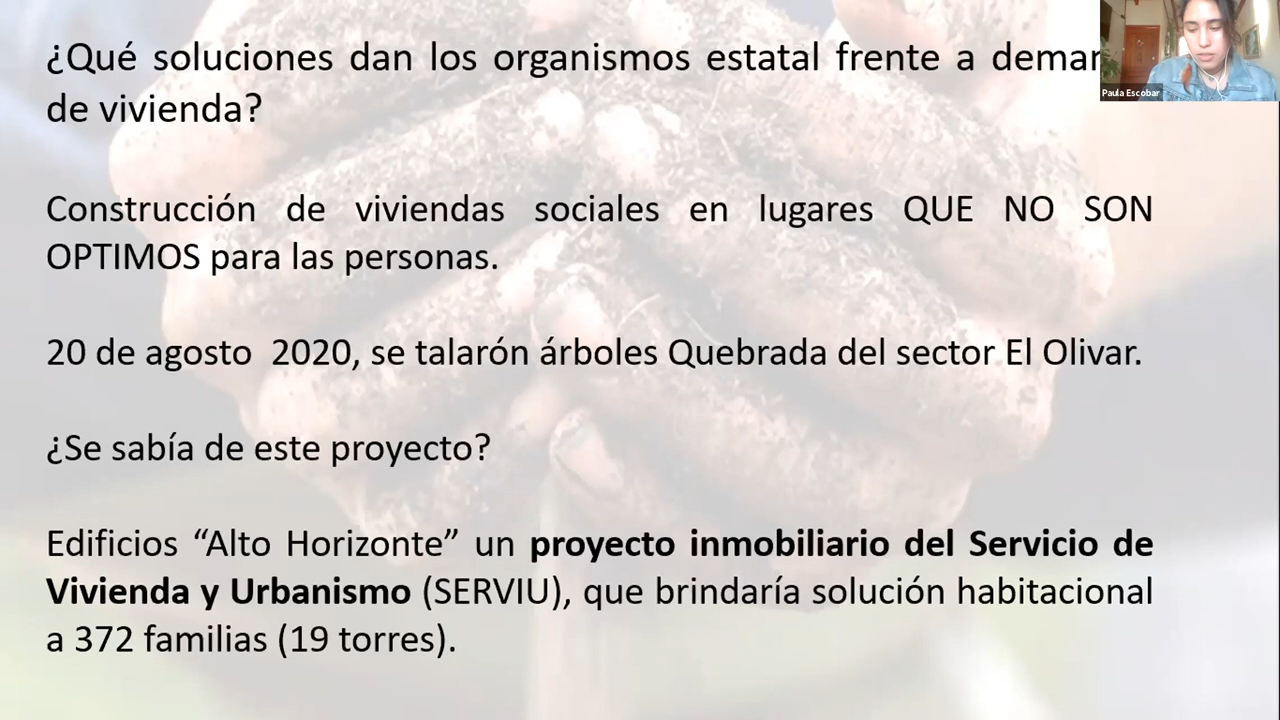 ¿Qué soluciones dan los organismos estatal frente a
de vivienda?
Paula Escobar
Construcción de viviendas sociales en lugares QUE NO SON
OPTIMOS para las personas.
20 de agosto  2020, se talarón árboles Quebrada del sector El Olivar.
¿Se sabía de este proyecto?
Edificios “Alto Horizonte” un proyecto inmobiliario del Servicio de
Vivienda y Urbanismo (SERVIU), que brindaría solución habitacional
a 372 familias (19 torres).